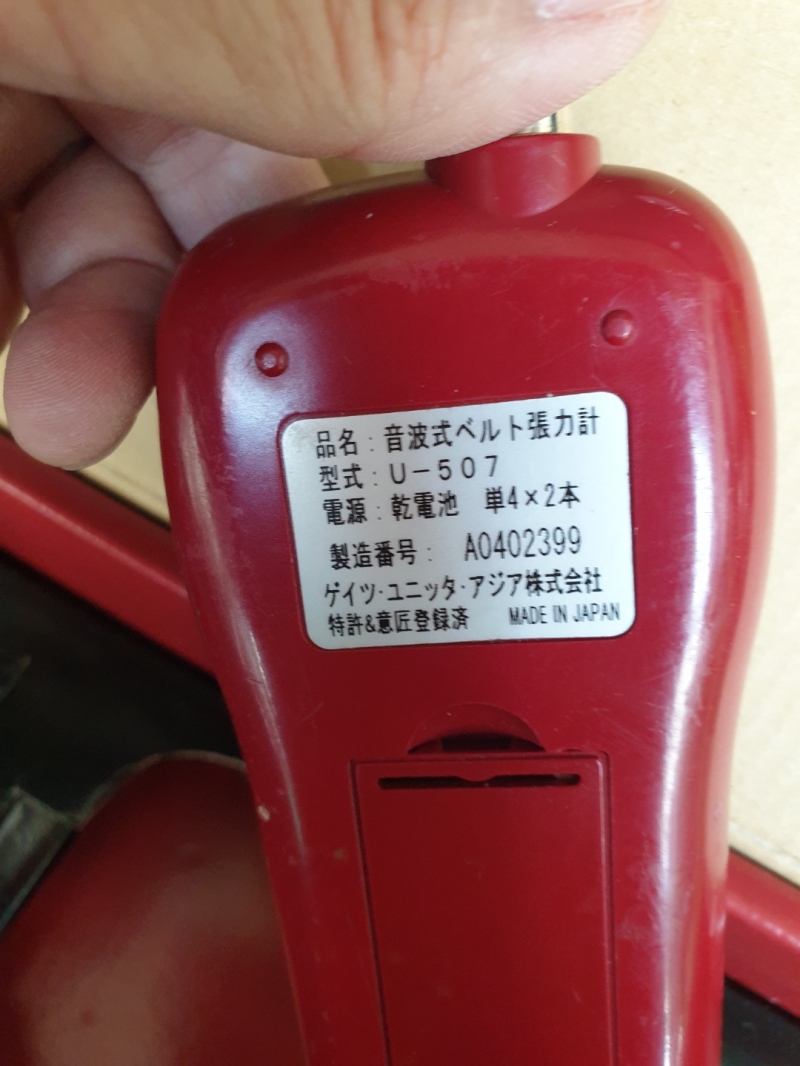 品名：音波式ベルト張力計
型式：U－507
電源：乾電池　単4×2本
製造番号：　A0402399
ゲイツ・ユニッタ・アジア株式会社
特許&意匠登録済　MADE IN JAPAN